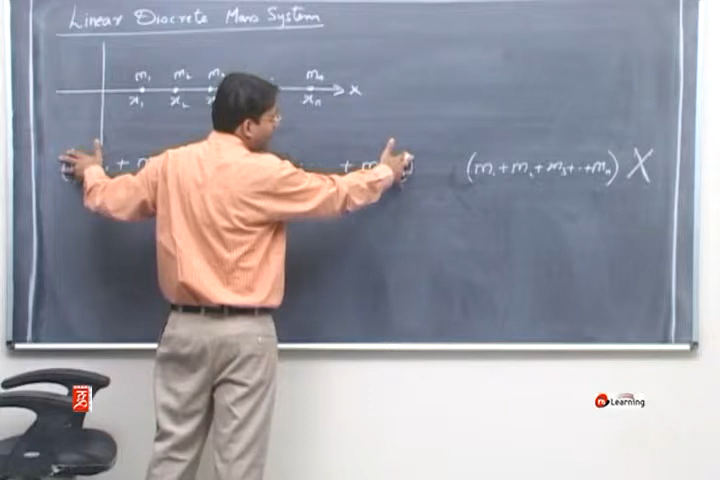 Linear Discrete Mass System
m₁ m₂ m₃ . mₙ
x₁ x₂ xₙ X
+ m + m
(m₁ + m₂ + m₃ + .. + mₙ) X
Learning